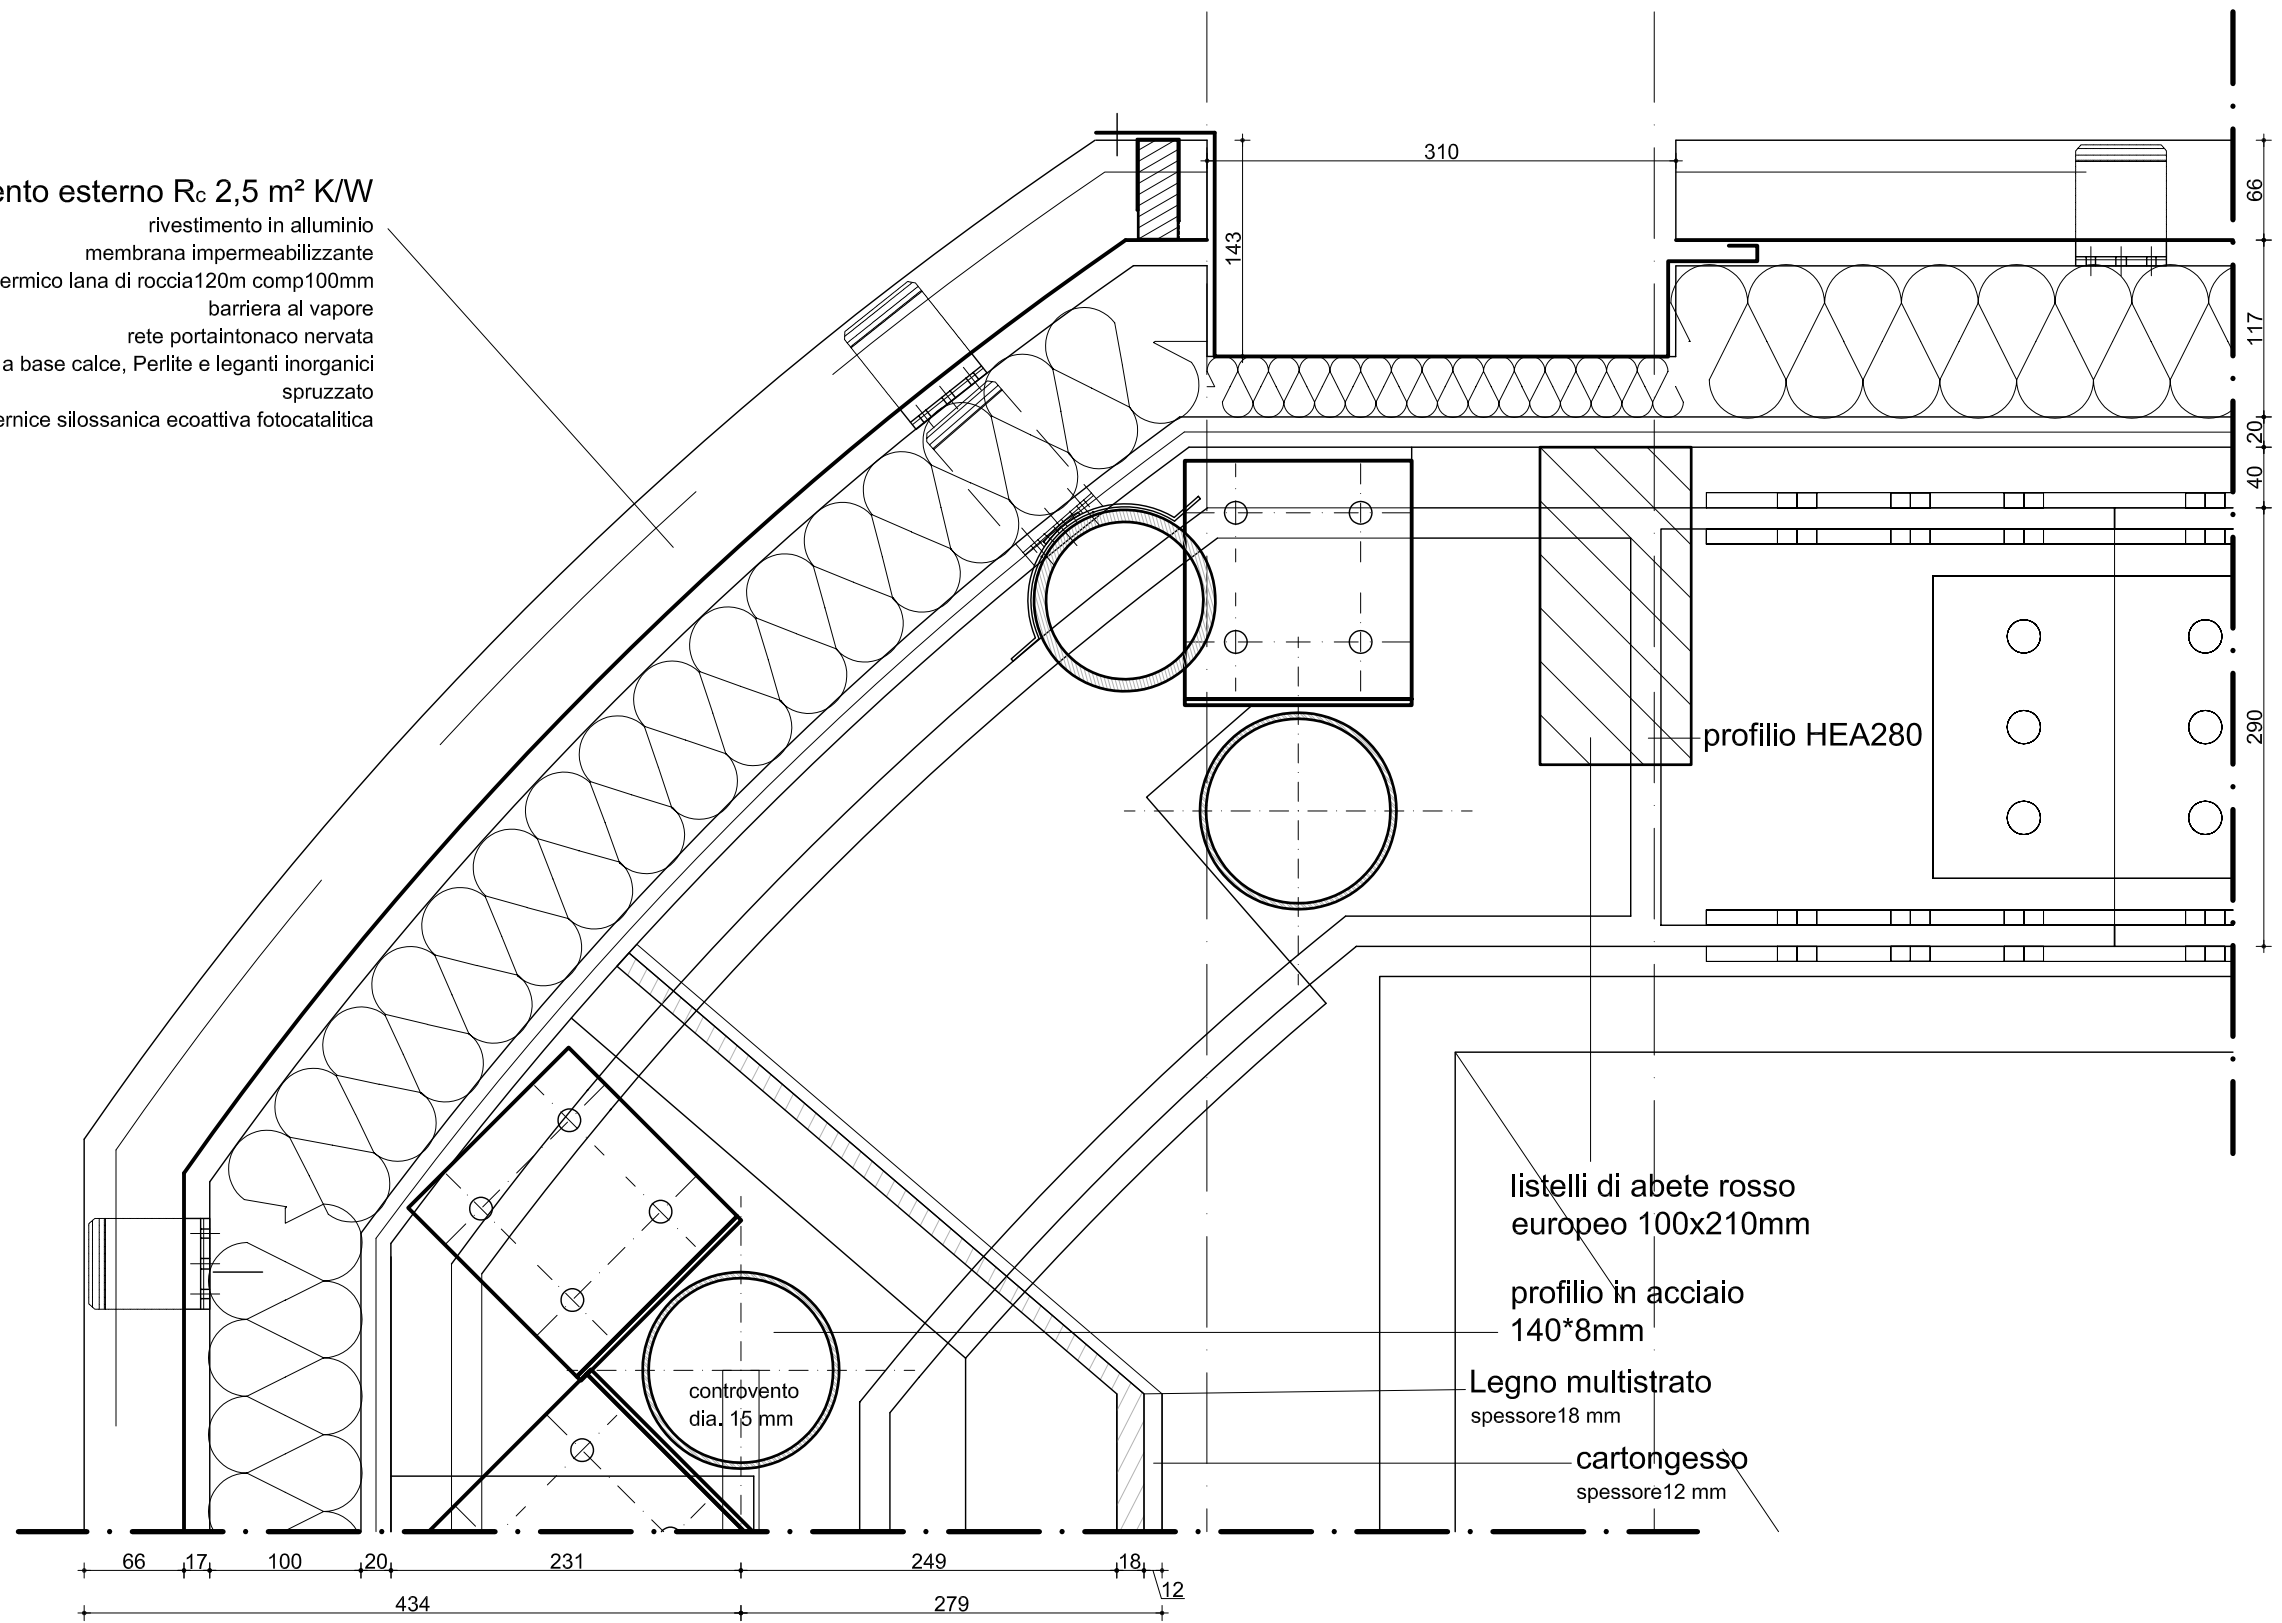 310
66
143
117
20
40
290
esterno Rc 2,5 m² K/W
rivestimento in alluminio
membrana impermeabilizzante
lana di roccia120m comp100mm
barriera al vapore
rete portaintonaco nervata
a base calce, Perlite e leganti inorganici
spruzzato
silossanica ecoattiva fotocatalitica
profilio HEA280
listelli di abete rosso
europeo 100x210mm
profilio in acciaio
140*8mm
Legno multistrato
spessore18 mm
cartongesso
spessore12 mm
controvento
dia. 15 mm
66 17 100 20 231 249 18 12
434 279